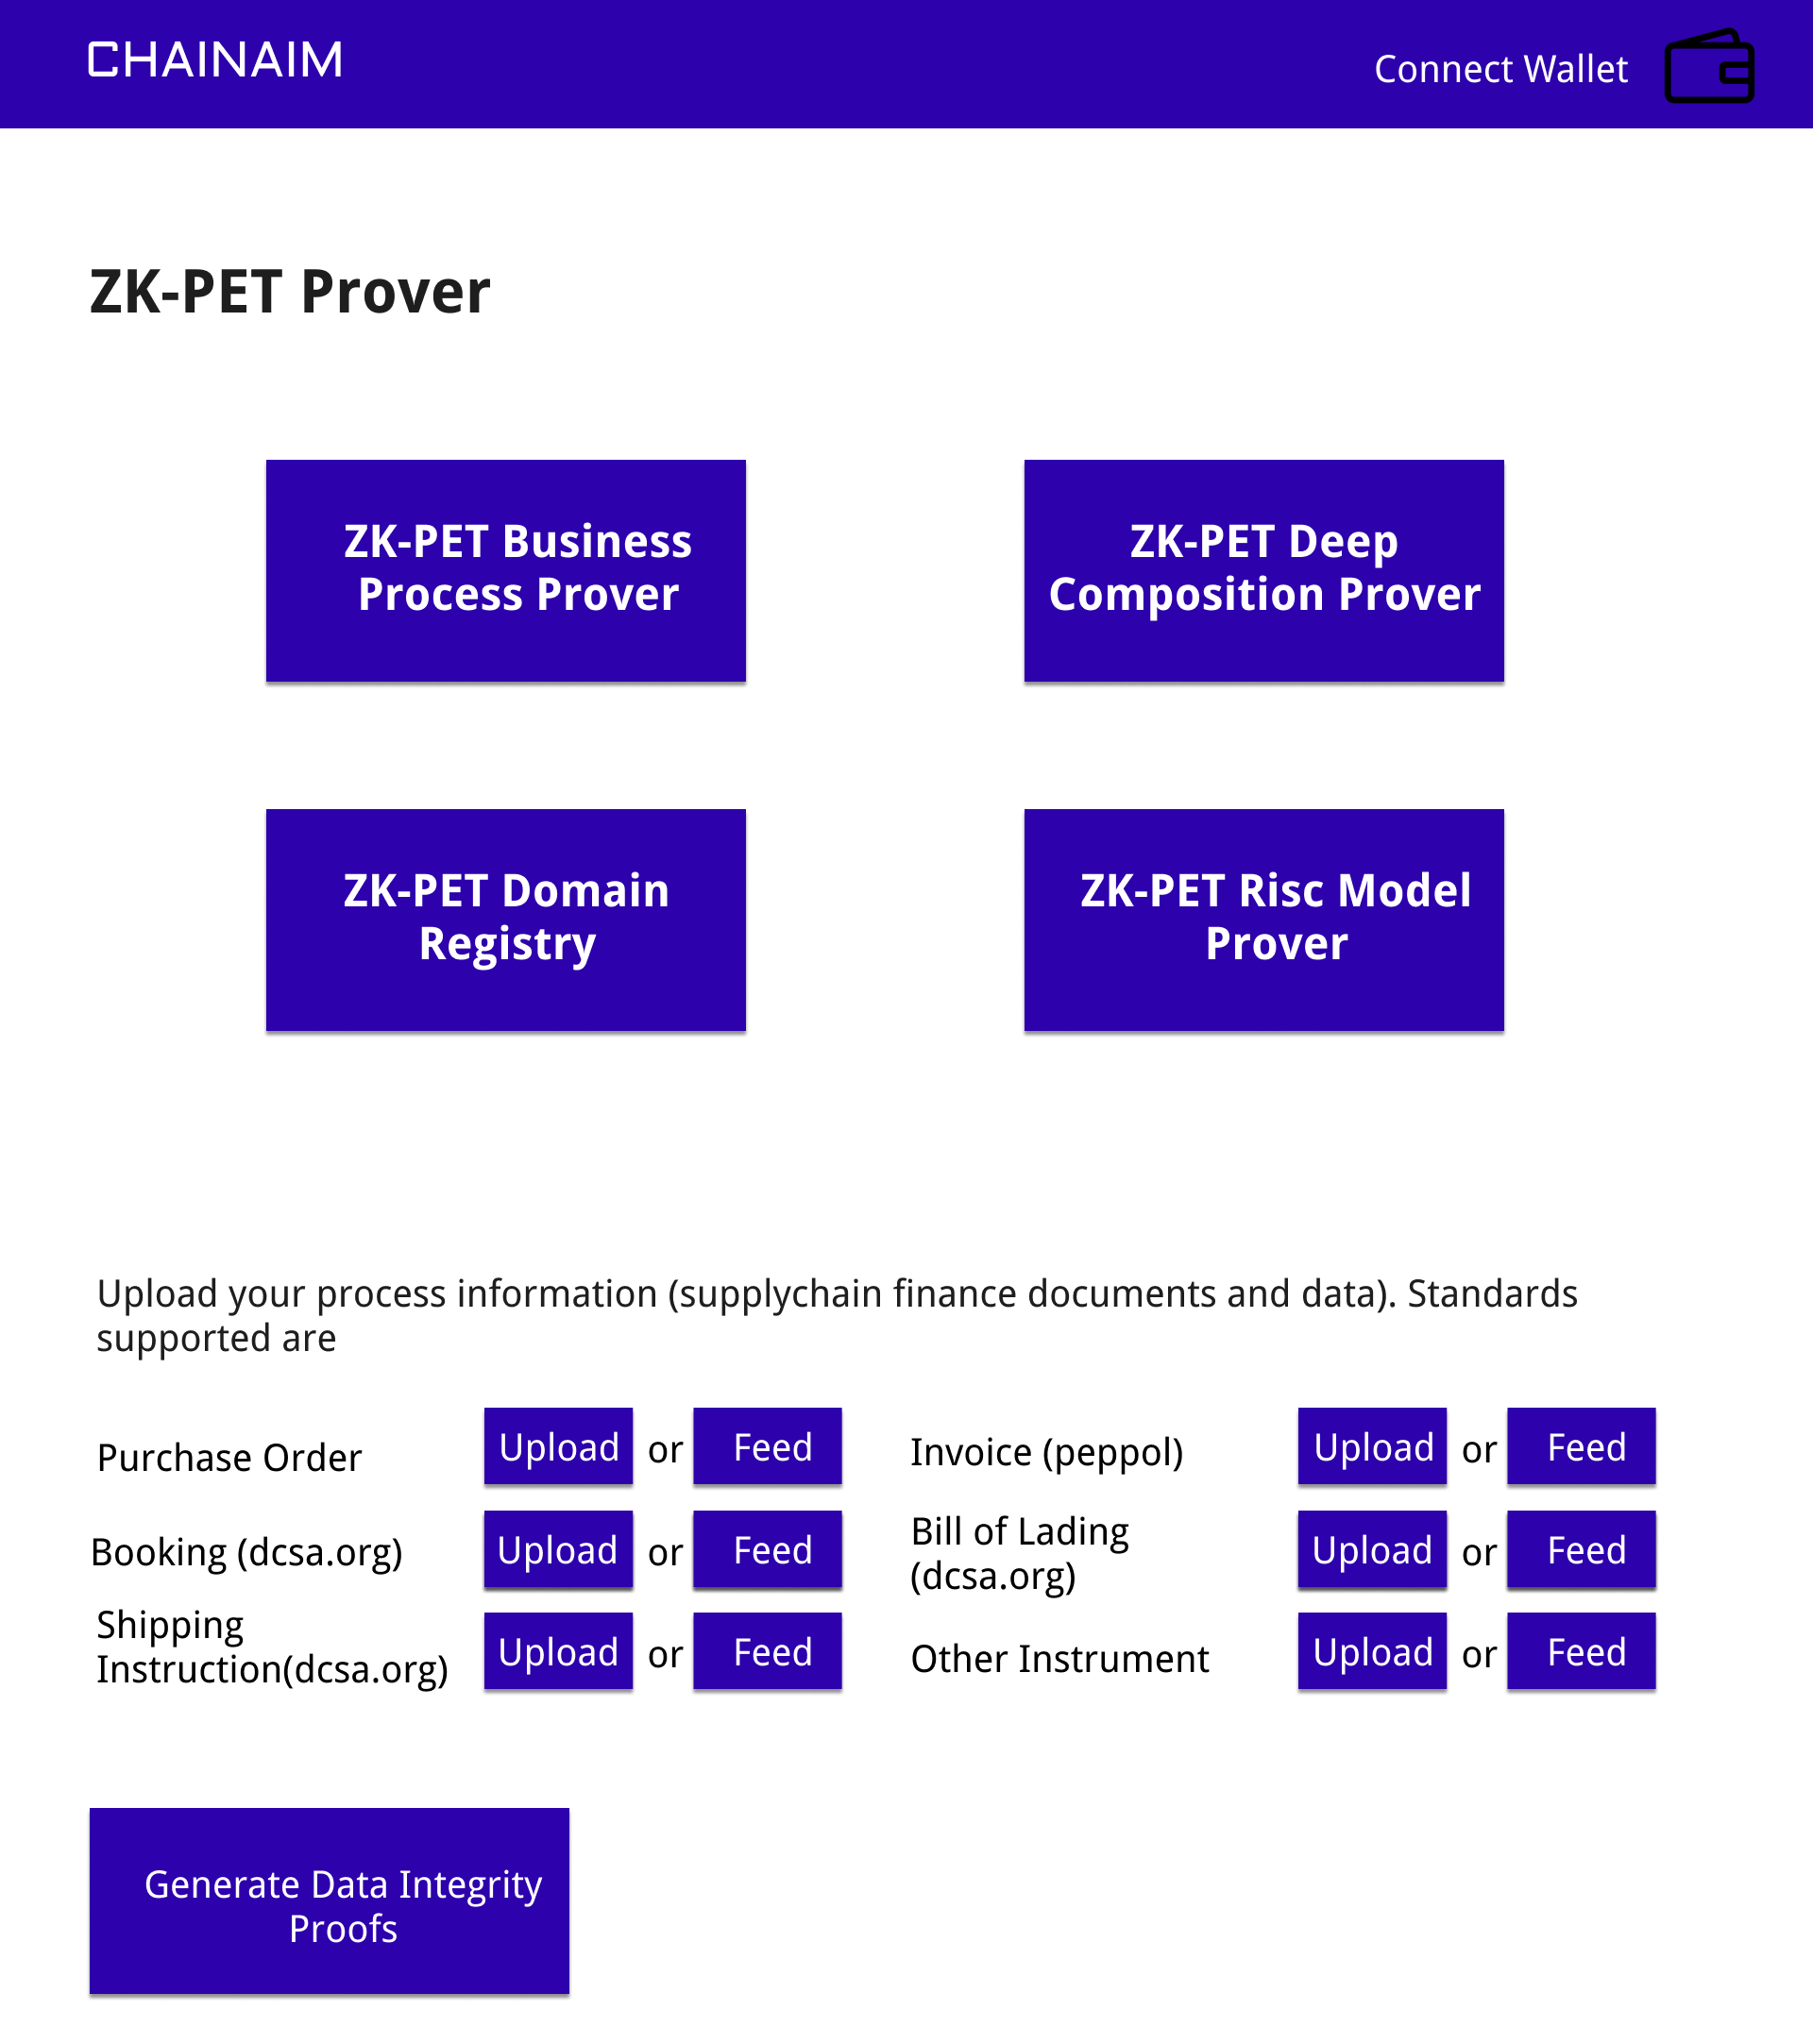 CHAINAIM
Connect Wallet
ZK-PET Prover
ZK-PET Business
Process Prover
ZK-PET Deep
Composition Prover
ZK-PET Domain
Registry
ZK-PET Risc Model
Prover
Upload your process information (supplychain finance documents and data). Standards
supported are
Purchase Order
Upload or Feed
Invoice (peppol)
Upload or Feed
Booking (dcsa.org)
Upload or Feed
Bill of Lading
(dcsa.org)
Upload or Feed
Shipping
Instruction(dcsa.org)
Upload or Feed
Other Instrument
Upload or Feed
Generate Data Integrity
Proofs